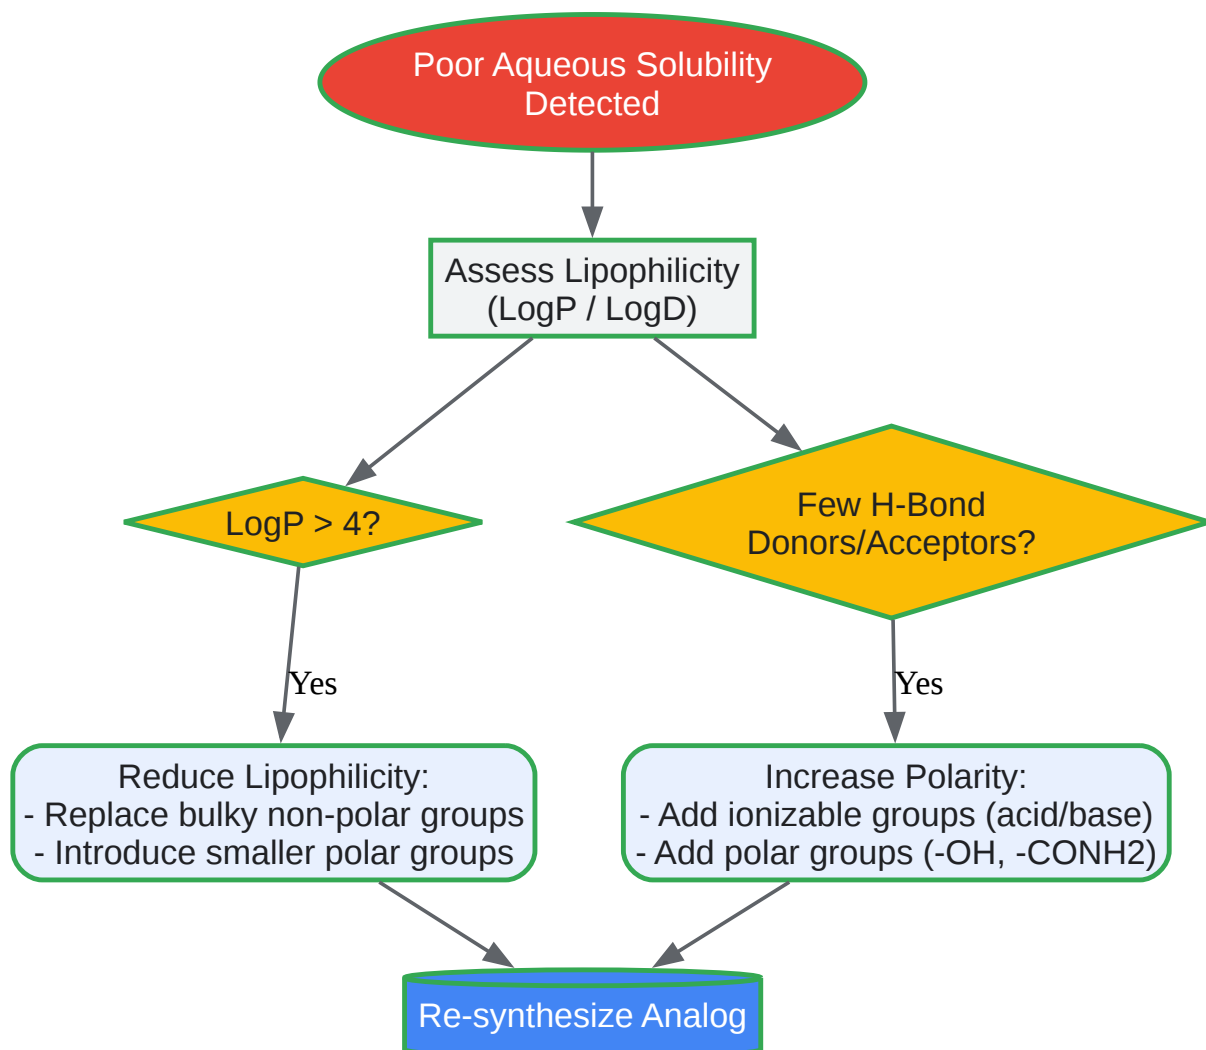 Poor Aqueous Solubility
Detected
Assess Lipophilicity
(LogP / LogD)
LogP > 4?
Few H-Bond
Donors/Acceptors?
Yes
Yes
Reduce Lipophilicity:
- Replace bulky non-polar groups
- Introduce smaller polar groups
Increase Polarity:
- Add ionizable groups (acid/base)
- Add polar groups (-OH, -CONH2)
Re-synthesize Analog